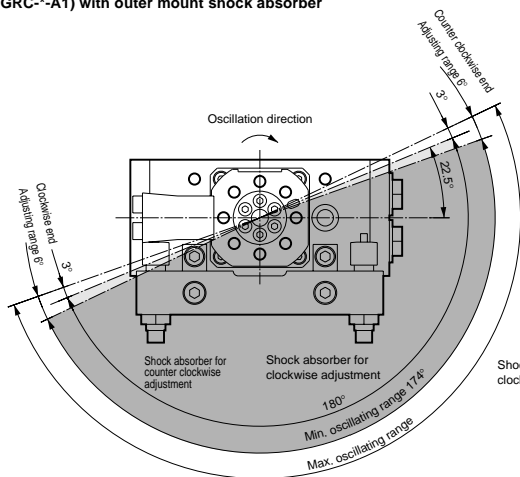 GRC-*-A1) with outer mount shock absorber
Counter clockwise end
Adjusting range 6°
3°
Oscillation direction
22.5°
Clockwise end
Adjusting range 6°
3°
Shock absorber for
counter clockwise
adjustment
Shock absorber for
clockwise adjustment
Shoc
clock
180°
Min. oscillating range 174°
Max. oscillating range